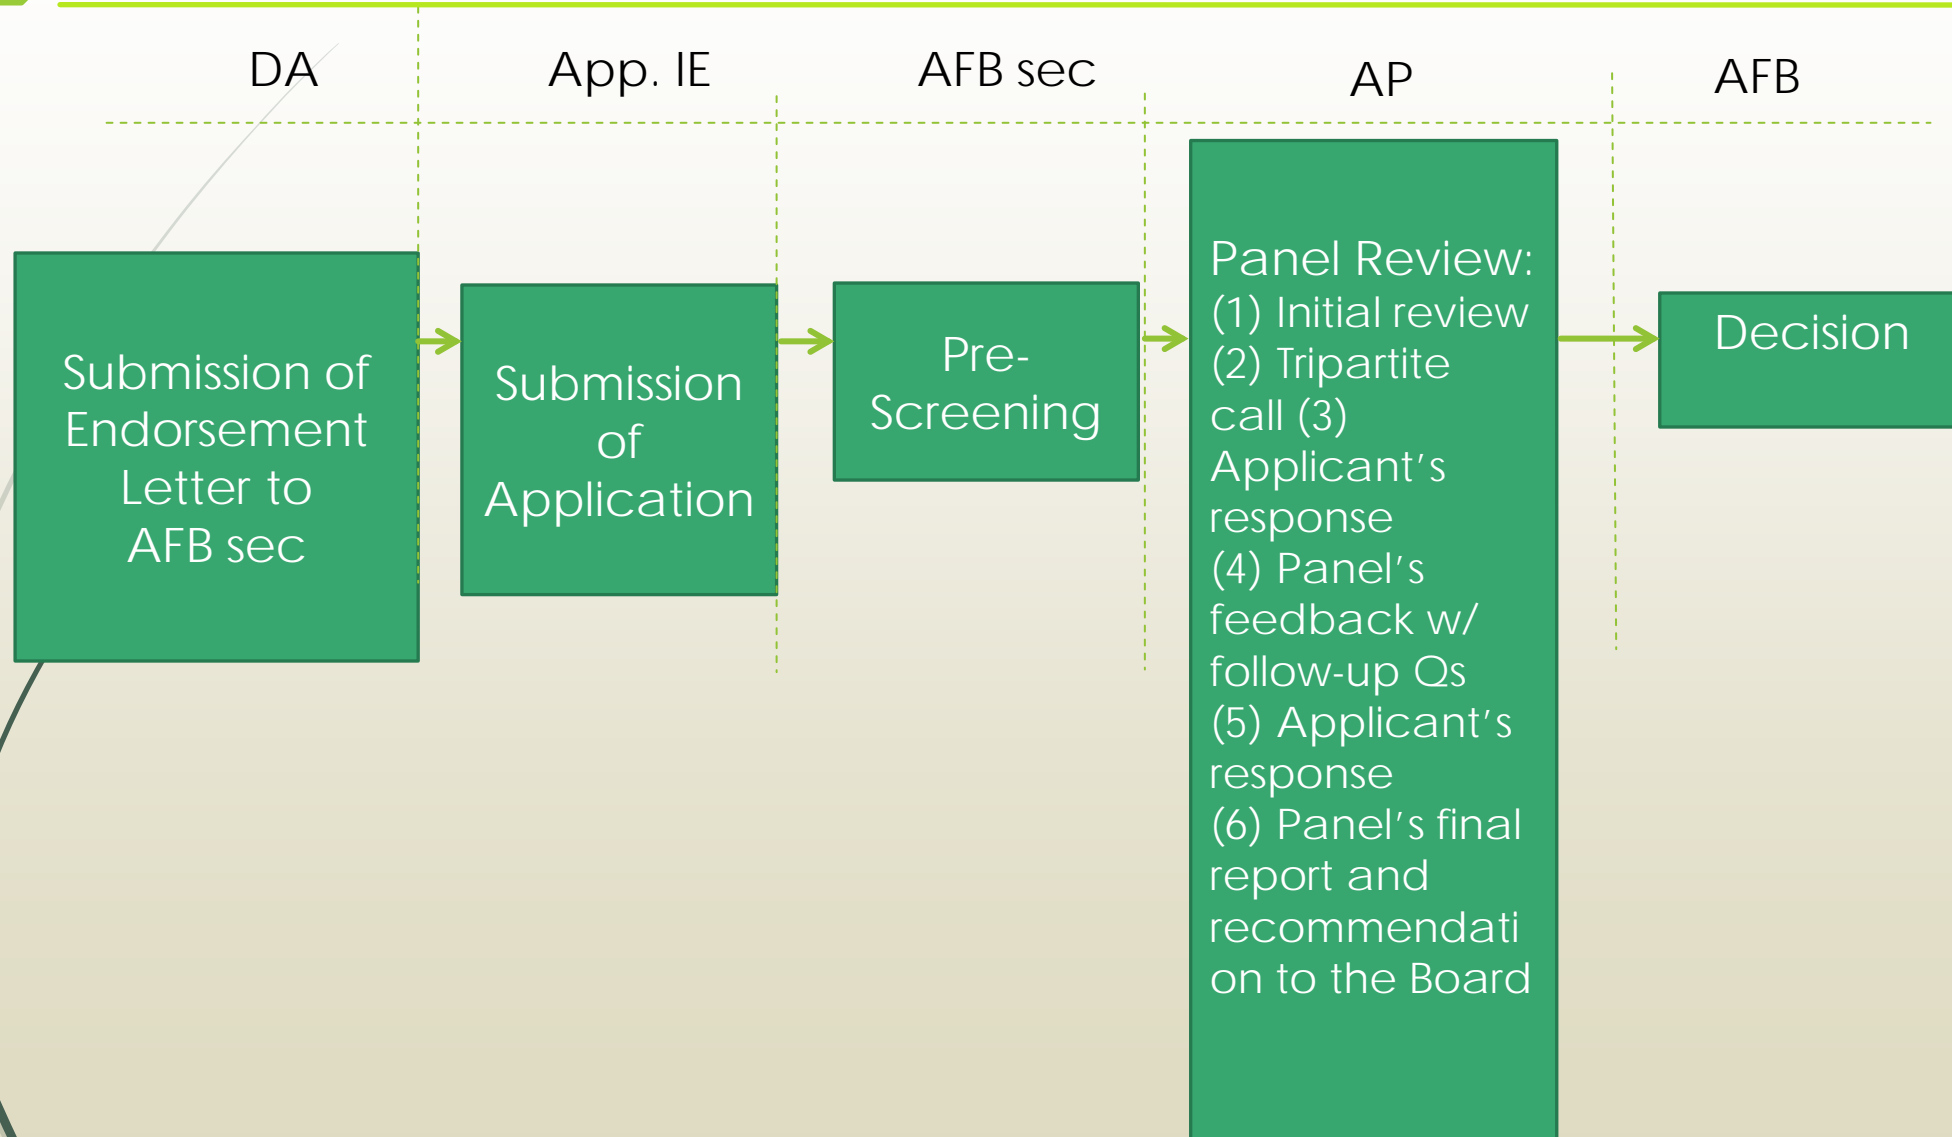 DA
App. IE
AFB sec
AP
AFB
Submission of
Endorsement
Letter to
AFB sec
Submission
of
Application
Pre-
Screening
Panel Review:
(1) Initial review
(2) Tripartite
call (3)
Applicant’s
response
(4) Panel’s
feedback w/
follow-up Qs
(5) Applicant’s
response
(6) Panel’s final
report and
recommendati
on to the Board
Decision